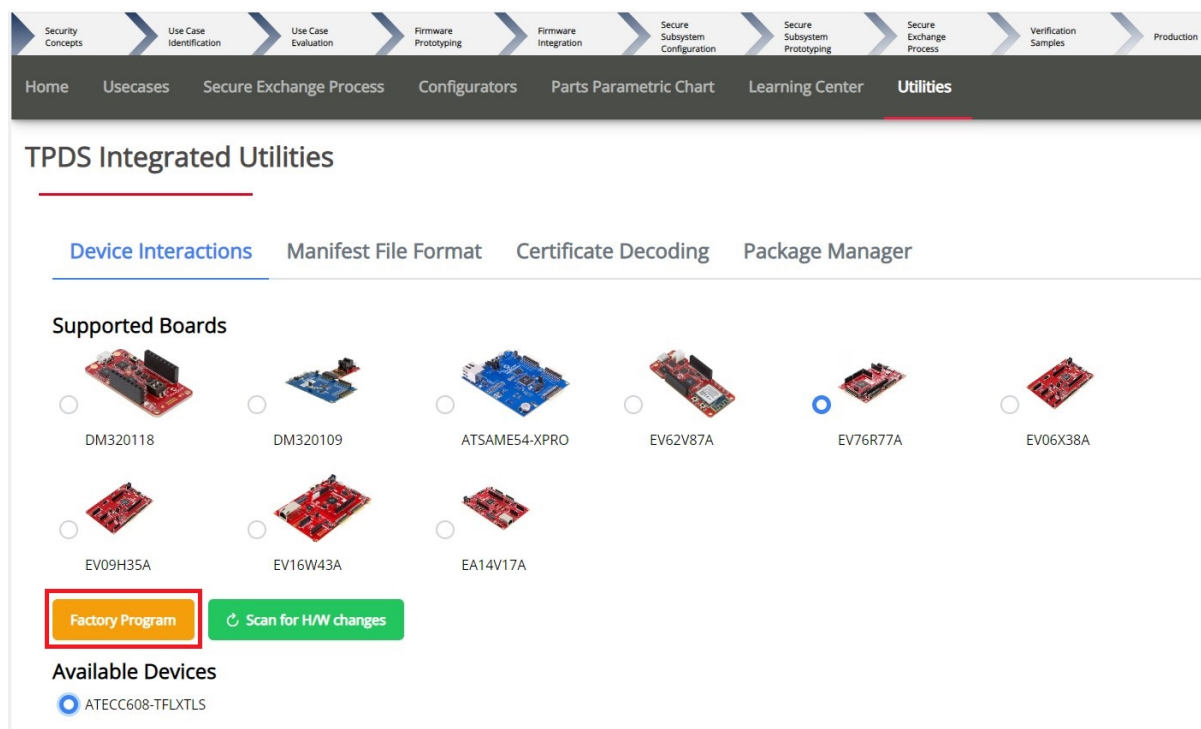 Security
Concepts
Use Case
Identification
Use Case
Evaluation
Firmware
Prototyping
Firmware
Integration
Secure
Subsystem
Configuration
Secure
Subsystem
Prototyping
Secure
Exchange
Process
Verification
Samples
Production
Home Usecases Secure Exchange Process Configurators Parts Parametric Chart Learning Center Utilities
TPDS Integrated Utilities
Device Interactions Manifest File Format Certificate Decoding Package Manager
Supported Boards
DM320118 DM320109 ATSAME54-XPRO EV62V87A EV76R77A EV06X38A
EV09H35A EV16W43A EA14V17A
Factory Program Scan for H/W changes
Available Devices
ATECC608-TFLXTLS